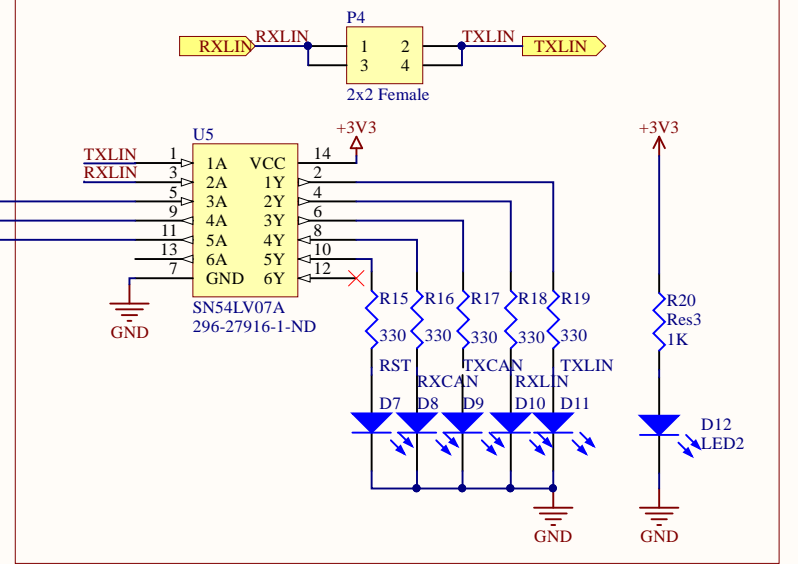 P4
RXLIN RXLIN 1 2 TXLIN TXLIN
3 4
2x2 Female
U5
+3V3 +3V3
TXLIN 1 1A VCC 14
RXLIN 3 2A 1Y 2
5 3A 2Y 4
9 4A 3Y 6
11 5A 4Y 8
13 6A 5Y 10
7 GND 6Y 12
SN54LV07A
296-27916-1-ND
GND
R15 R16 R17 R18 R19
330 330 330 330 330
R20
Res3
1K
RST TXCAN TXLIN
RXCAN RXLIN
D7 D8 D9 D10 D11
D12
LED2
GND GND